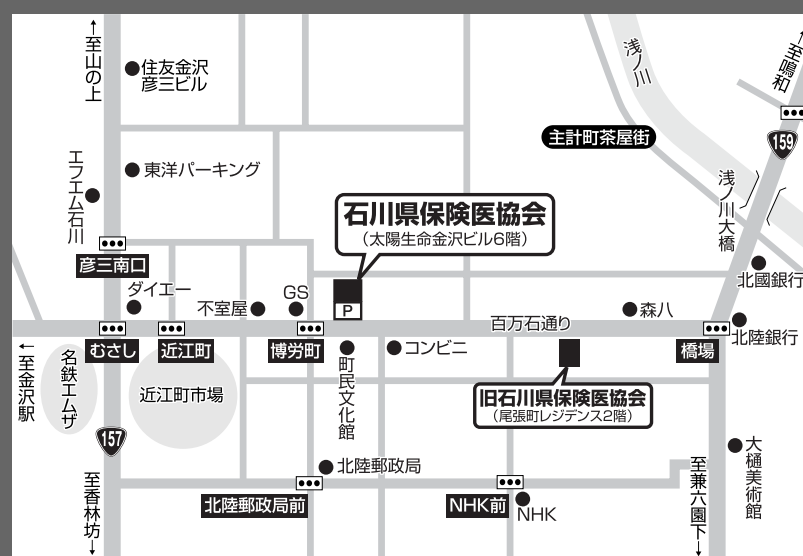 ↑至山の上
住友金沢
彦三ビル
浅ノ川
↑至鳴和
主計町茶屋街
159
エフエム石川
東洋パーキング
浅ノ川大橋
石川県保険医協会
(太陽生命金沢ビル6階)
彦三南口
ダイエー
不室屋
GS
P
百万石通り
森八
北國銀行
北陸銀行
むさし
近江町
博労町
コンビニ
橋場
←至金沢駅
名鉄エムザ
近江町市場
町民文化館
旧石川県保険医協会
(尾張町レジデンス2階)
157
至香林坊→
北陸郵政局
北陸郵政局前
NHK前
NHK
至兼六園下→
大樋美術館